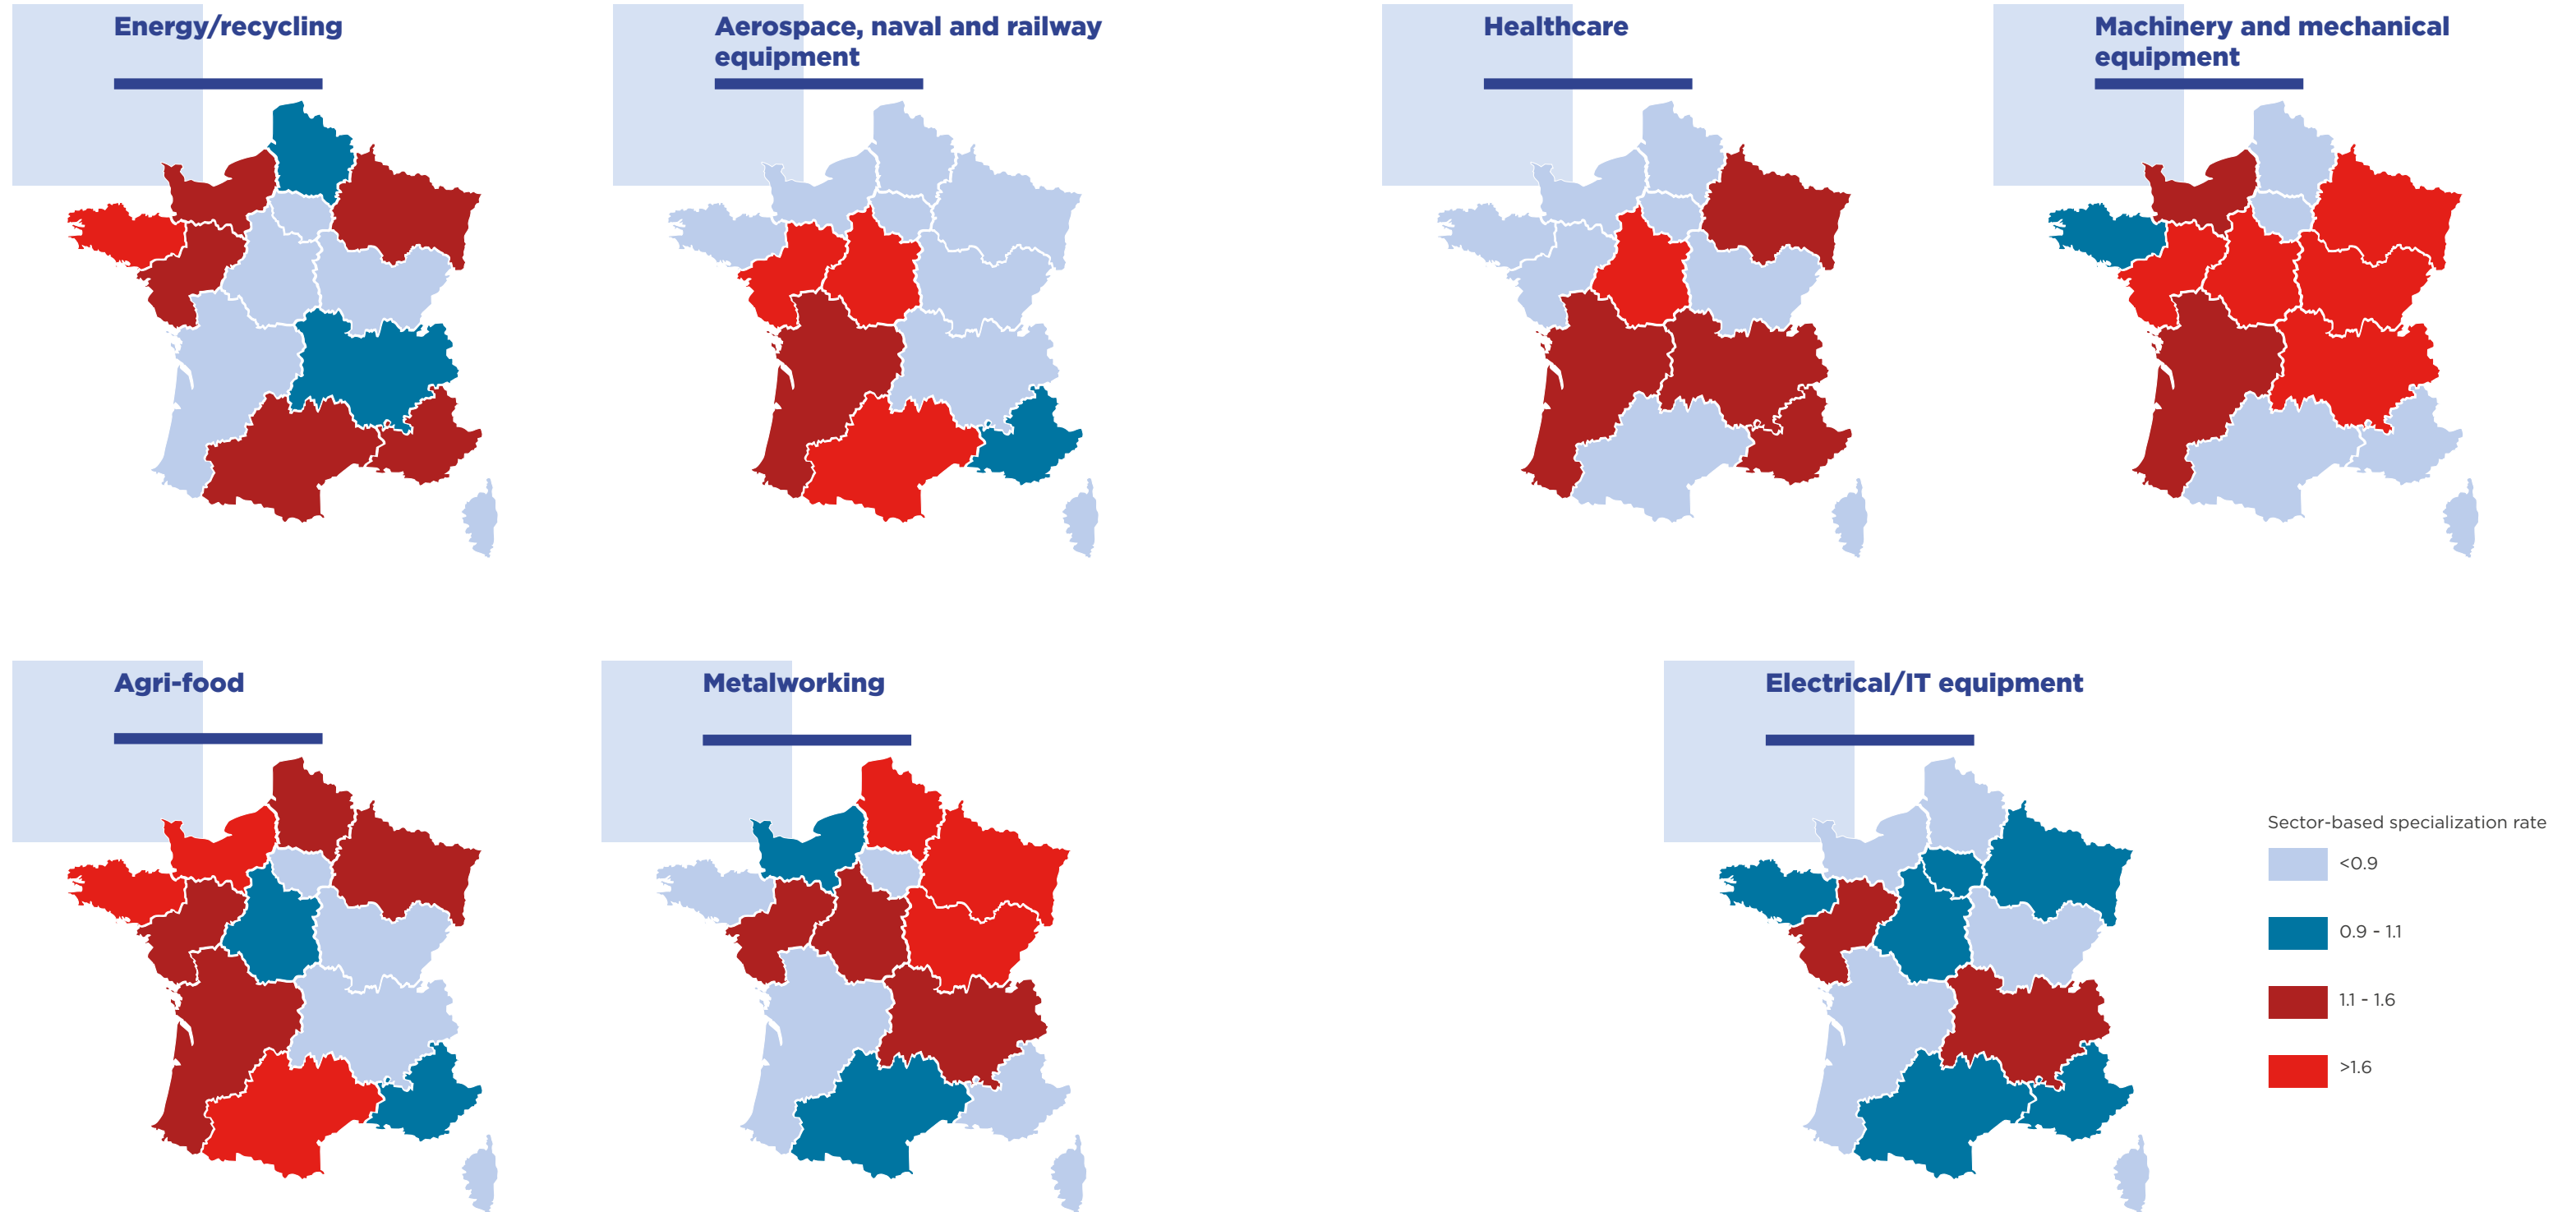 Energy/recycling
Aerospace, naval and railway
equipment
Healthcare
Machinery and mechanical
equipment
Agri-food
Metalworking
Electrical/IT equipment
Sector-based specialization rate
<0.9
0.9 - 1.1
1.1 - 1.6
>1.6